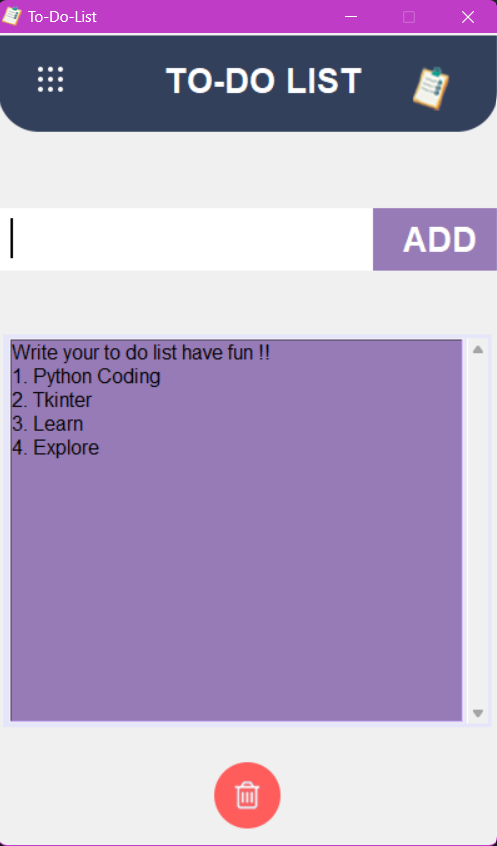 To-Do-List
TO-DO LIST
ADD
Write your to do list have fun !!
1. Python Coding
2. Tkinter
3. Learn
4. Explore